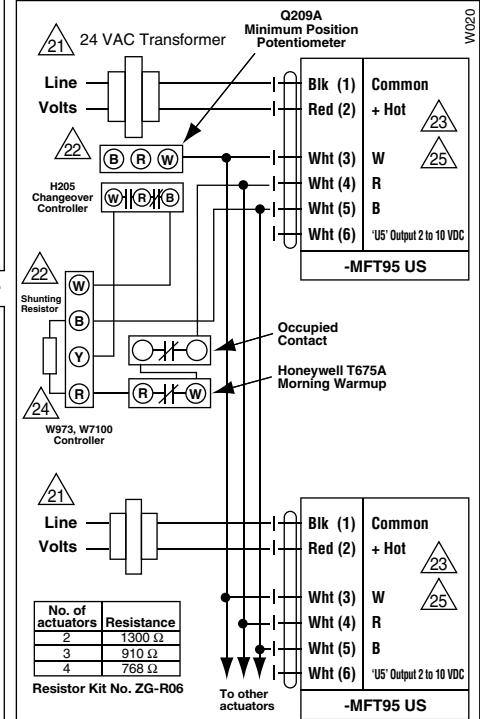 W020
Q209A
Minimum Position
Potentiometer
21 24 VAC Transformer
Line
Volts
Blk (1) Common
Red (2) + Hot
23
22
B R W
Wht (3) W
25
H205
Changeover
Controller
W R B
Wht (4) R
Wht (5) B
Wht (6) 'U5' Output 2 to 10 VDC
-MFT95 US
22
Shunting
Resistor
W
B
Y
R
24
W973, W7100
Controller
Occupied
Contact
R W
Honeywell T675A
Morning Warmup
21
Line
Volts
Blk (1) Common
Red (2) + Hot
23
Wht (3) W
25
Wht (4) R
Wht (5) B
Wht (6) 'U5' Output 2 to 10 VDC
-MFT95 US
No. of
actuators Resistance
2 1300 Ω
3 910 Ω
4 768 Ω
Resistor Kit No. ZG-R06
To other
actuators